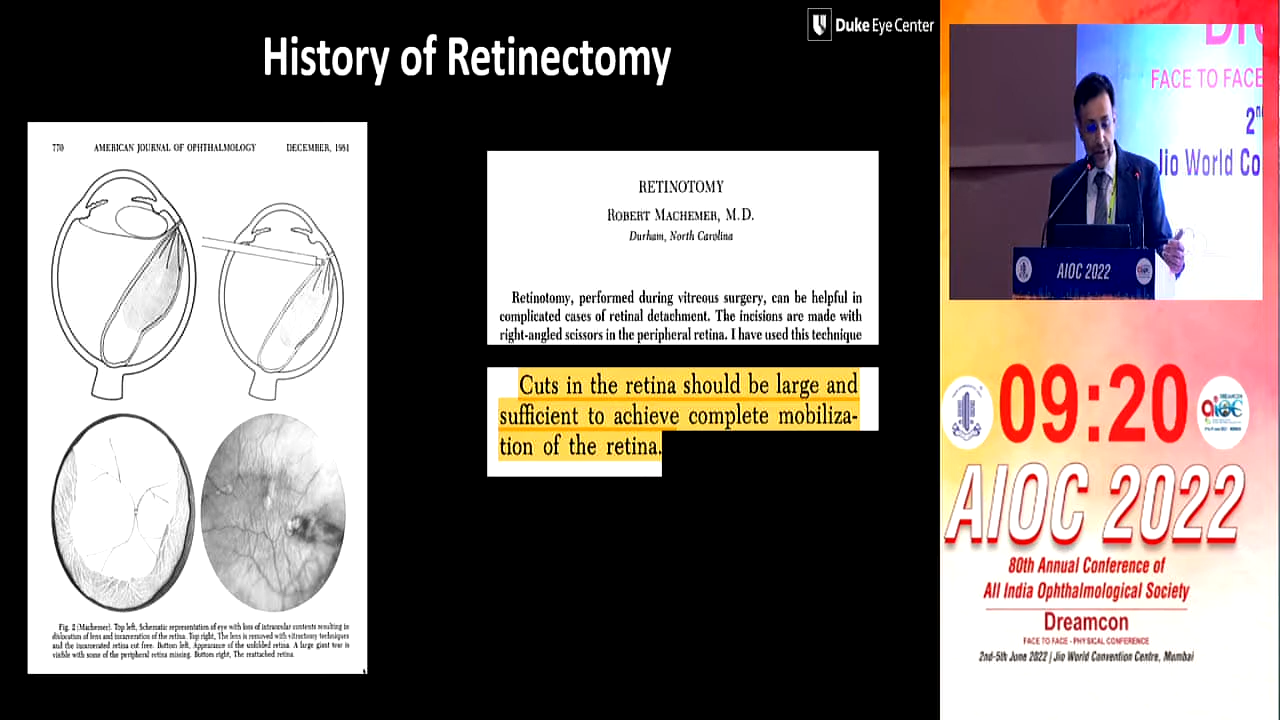 Duke Eye Center
History of Retinectomy
770 AMERICAN JOURNAL OF OPHTHALMOLOGY DECEMBER, 1981
Fig. 2 (Machemer). Top left, Schematic representation of eye with loss of intraocular contents resulting in
dislocation of lens and incarceration of the retina. Top right, The lens is removed with vitrectomy techniques
and the incarcerated retina cut free. Bottom left, Appearance of the unfolded retina. A large giant tear is
visible with some of the peripheral retina missing. Bottom right, The reattached retina.
RETINOTOMY
ROBERT MACHEMER, M.D.
Durham, North Carolina
Retinotomy, performed during vitreous surgery, can be helpful in
complicated cases of retinal detachment. The incisions are made with
right-angled scissors in the peripheral retina. I have used this technique
Cuts in the retina should be large and
sufficient to achieve complete mobiliza-
tion of the retina.
FACE TO FACE
2nd
Jio World Co
AIOC 2022
09:20
AIOC 2022
80th Annual Conference of
All India Ophthalmological Society
Dreamcon
FACE TO FACE - PHYSICAL CONFERENCE
2nd-5th June 2022 | Jio World Convention Centre, Mumbai